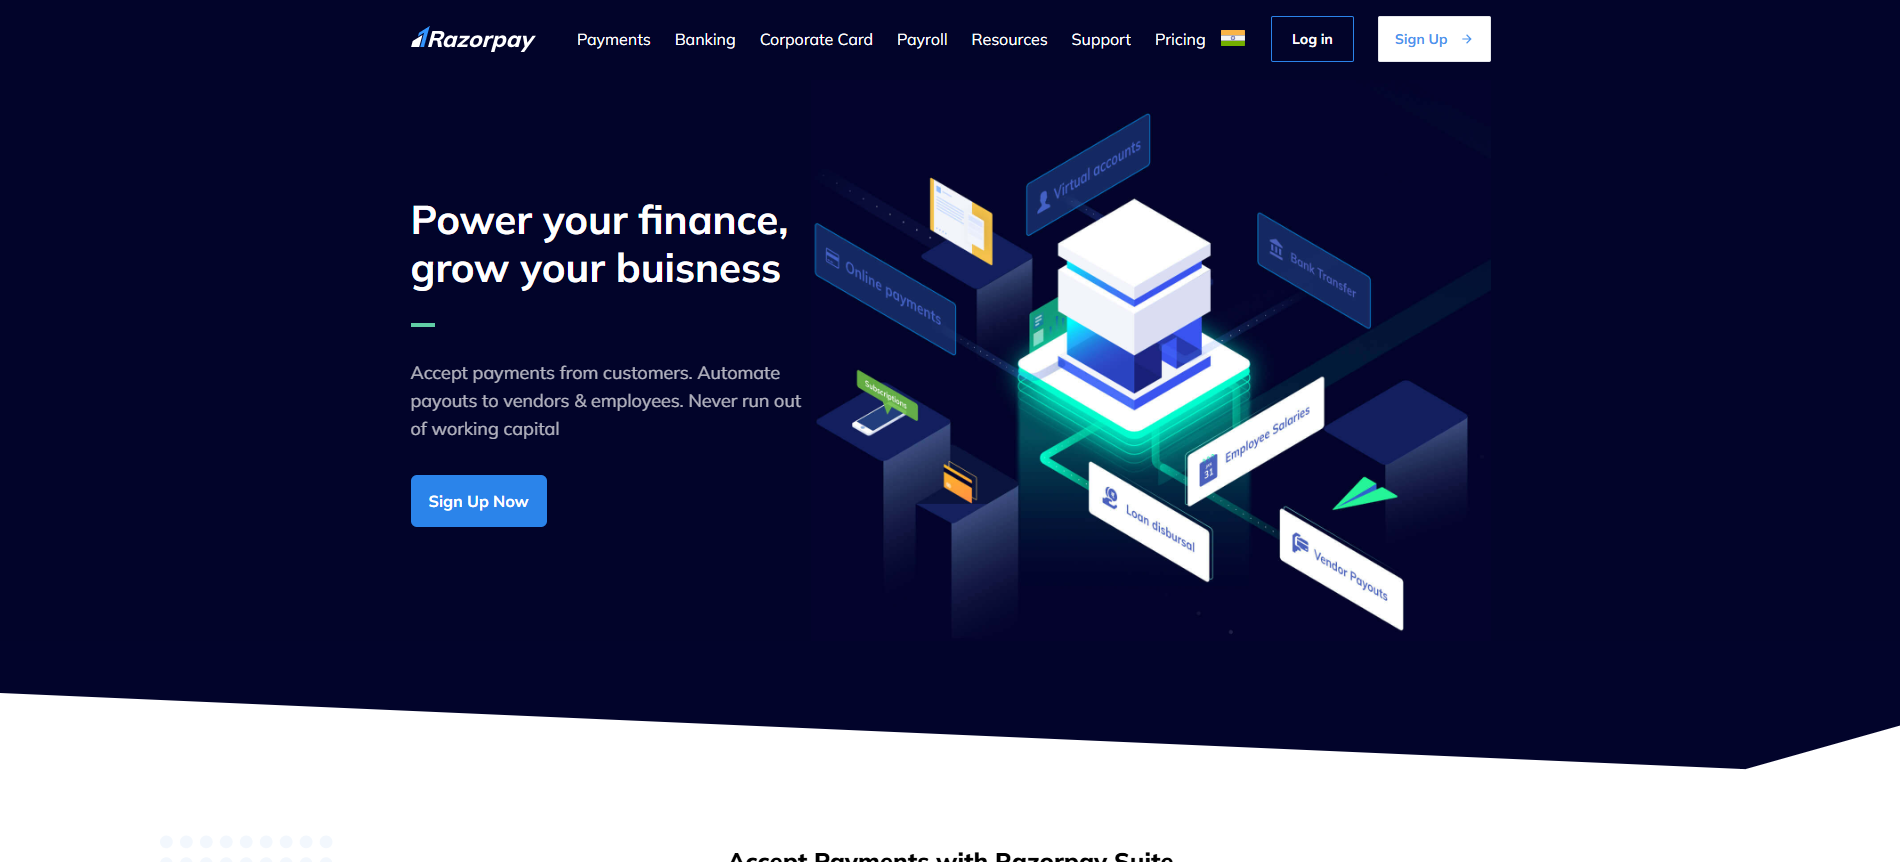 Razorpay
Payments
Banking
Corporate Card
Payroll
Resources
Support
Pricing
Log in
Sign Up
Power your finance,
grow your buisness
Accept payments from customers. Automate
payouts to vendors & employees. Never run out
of working capital
Sign Up Now
Virtual accounts
Online payments
Bank Transfer
Subscriptions
Employee Salaries
31
Loan disbursal
Vendor Payouts
Accept Payments with Razorpay Suite